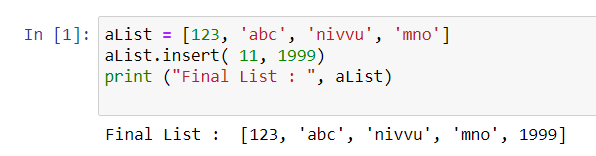 In [1]: aList = [123, 'abc', 'nivvu', 'mno']
aList.insert( 11, 1999)
print ("Final List : ", aList)
Final List :  [123, 'abc', 'nivvu', 'mno', 1999]